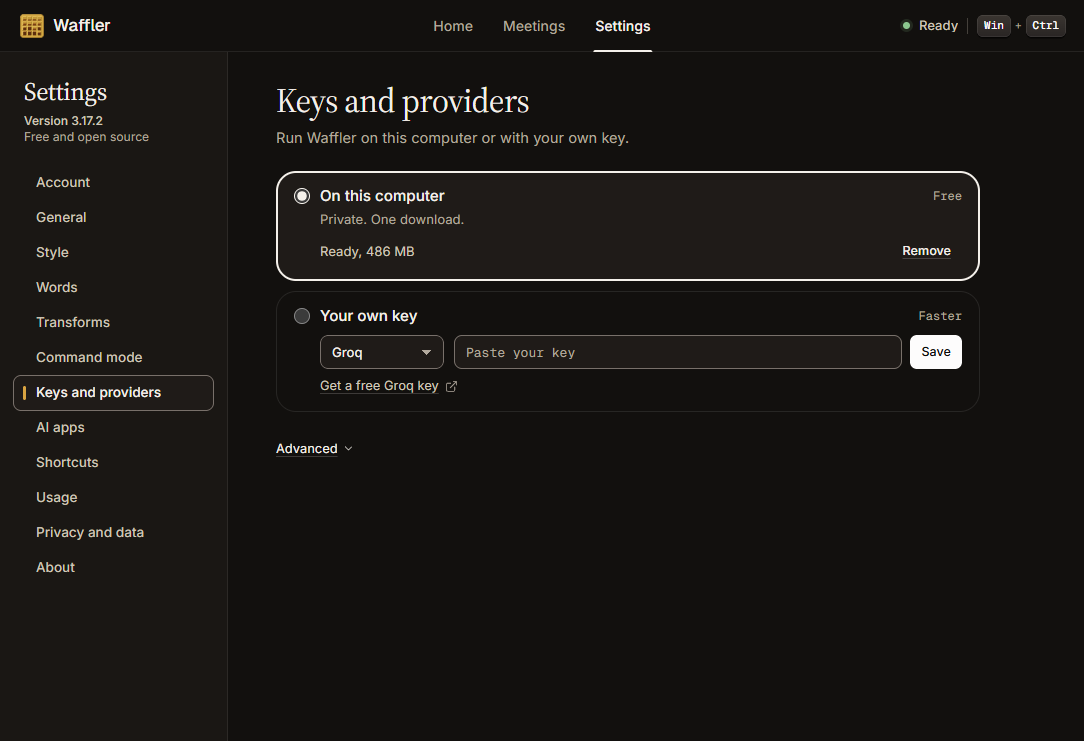 Waffler
Home Meetings Settings
Ready Win + Ctrl
Settings
Version 3.17.2
Free and open source
Account
General
Style
Words
Transforms
Command mode
Keys and providers
AI apps
Shortcuts
Usage
Privacy and data
About
Keys and providers
Run Waffler on this computer or with your own key.
On this computer Free
Private. One download.
Ready, 486 MB Remove
Your own key Faster
Groq Paste your key Save
Get a free Groq key
Advanced